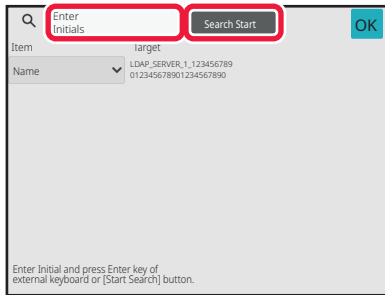 Enter
Initials
Search Start
OK
Item
Target
Name
LDAP_SERVER_1_123456789
012345678901234567890
Enter Initial and press Enter key of
external keyboard or [Start Search] button.